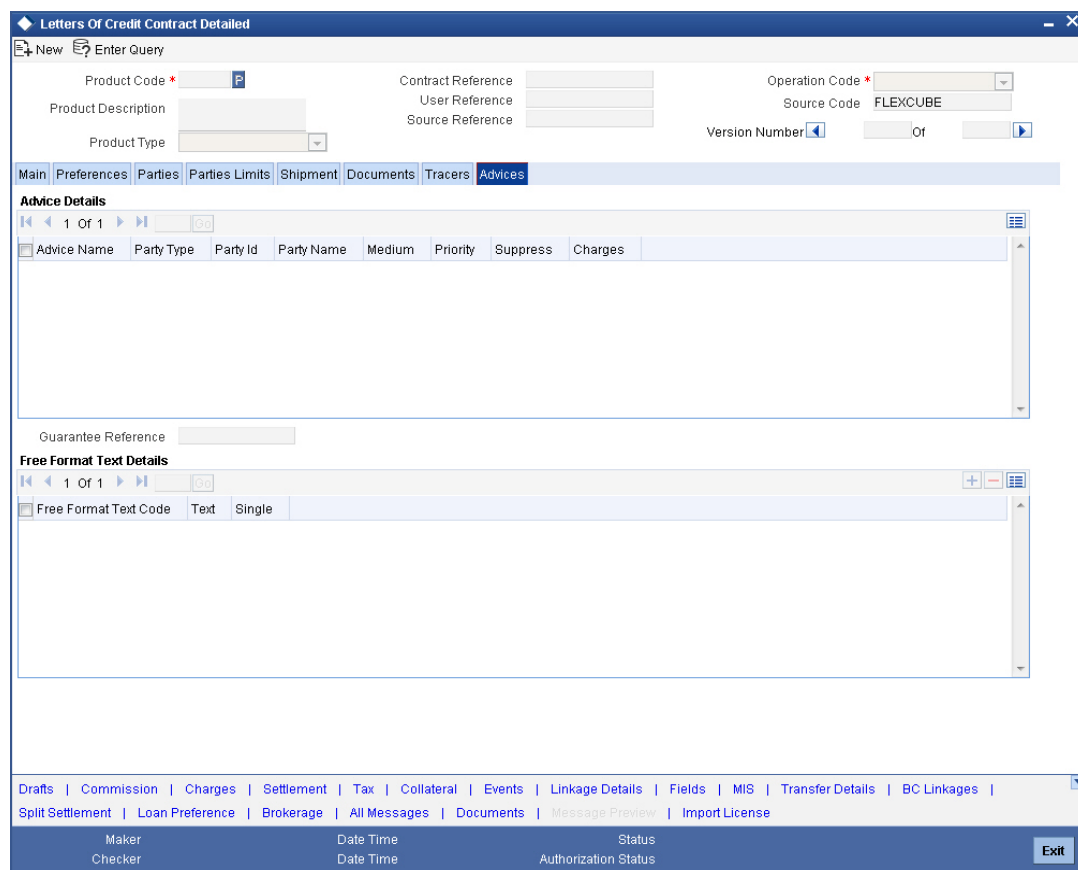 Letters Of Credit Contract Detailed
New Enter Query
Product Code * P Contract Reference Operation Code *
Product Description User Reference Source Code FLEXCUBE
Source Reference
Product Type Version Number Of
Main Preferences Parties Parties Limits Shipment Documents Tracers Advices
Advice Details
1 Of 1 Go
Advice Name Party Type Party Id Party Name Medium Priority Suppress Charges
Guarantee Reference
Free Format Text Details
1 Of 1 Go
Free Format Text Code Text Single
Drafts | Commission | Charges | Settlement | Tax | Collateral | Events | Linkage Details | Fields | MIS | Transfer Details | BC Linkages |
Split Settlement | Loan Preference | Brokerage | All Messages | Documents | Message Preview | Import License
Maker Date Time Status
Checker Date Time Authorization Status
Exit